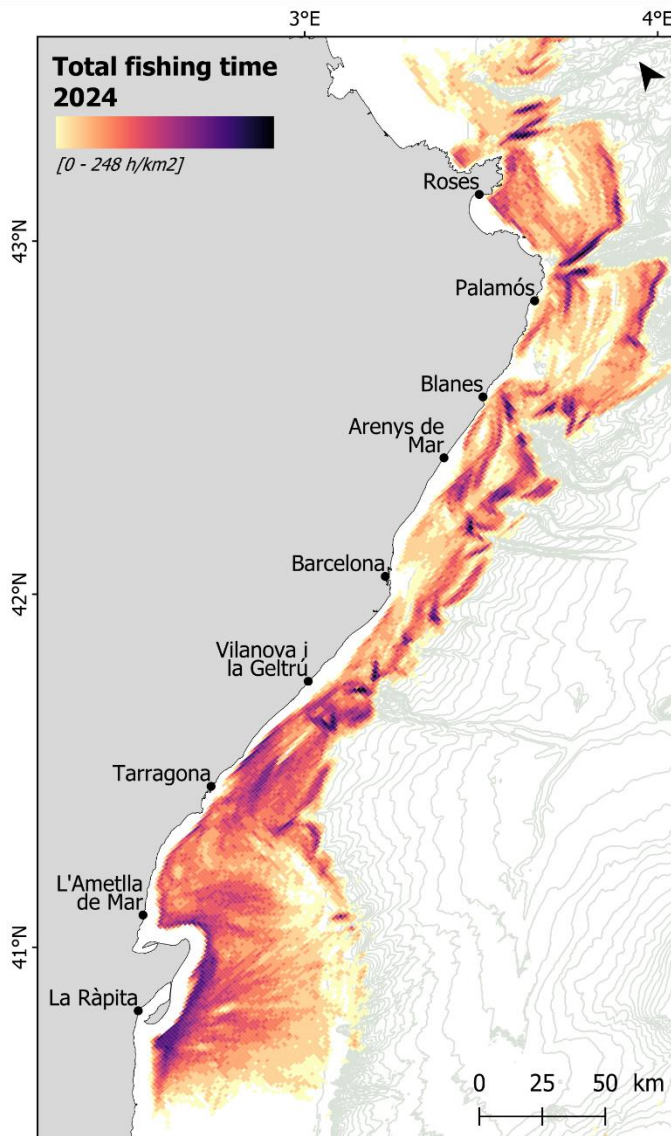 3°E
4°E
Total fishing time
2024
[0 - 248 h/km2]
Roses
43°N
Palamós
Blanes
Arenys de
Mar
Barcelona
42°N
Vilanova i
la Geltrú
Tarragona
L'Ametlla
de Mar
41°N
La Ràpita
0
25
50
km